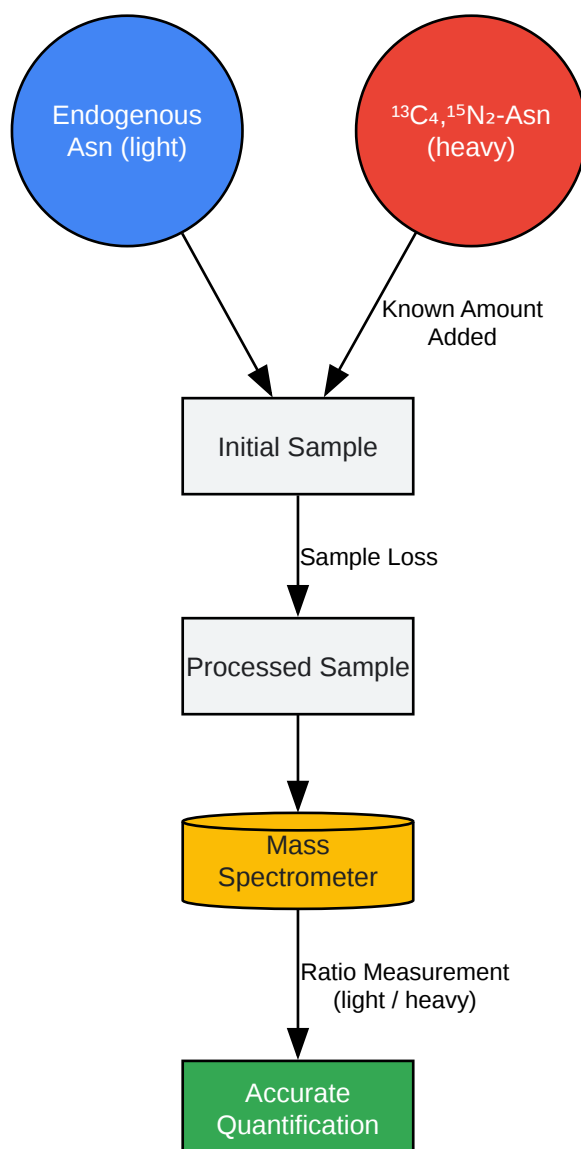 Endogenous
Asn (light)
¹³C₄,¹⁵N₂-Asn
(heavy)
Known Amount
Added
Initial Sample
Sample Loss
Processed Sample
Mass
Spectrometer
Ratio Measurement
(light / heavy)
Accurate
Quantification